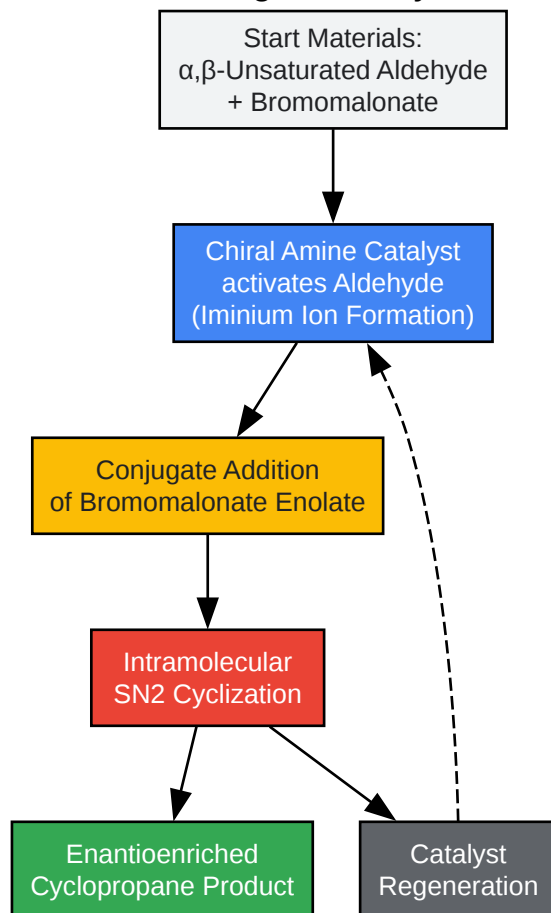 Start Materials:
α,β-Unsaturated Aldehyde
+ Bromomalonate
Chiral Amine Catalyst
activates Aldehyde
(Iminium Ion Formation)
Conjugate Addition
of Bromomalonate Enolate
Intramolecular
SN2 Cyclization
Enantioenriched
Cyclopropane Product
Catalyst
Regeneration